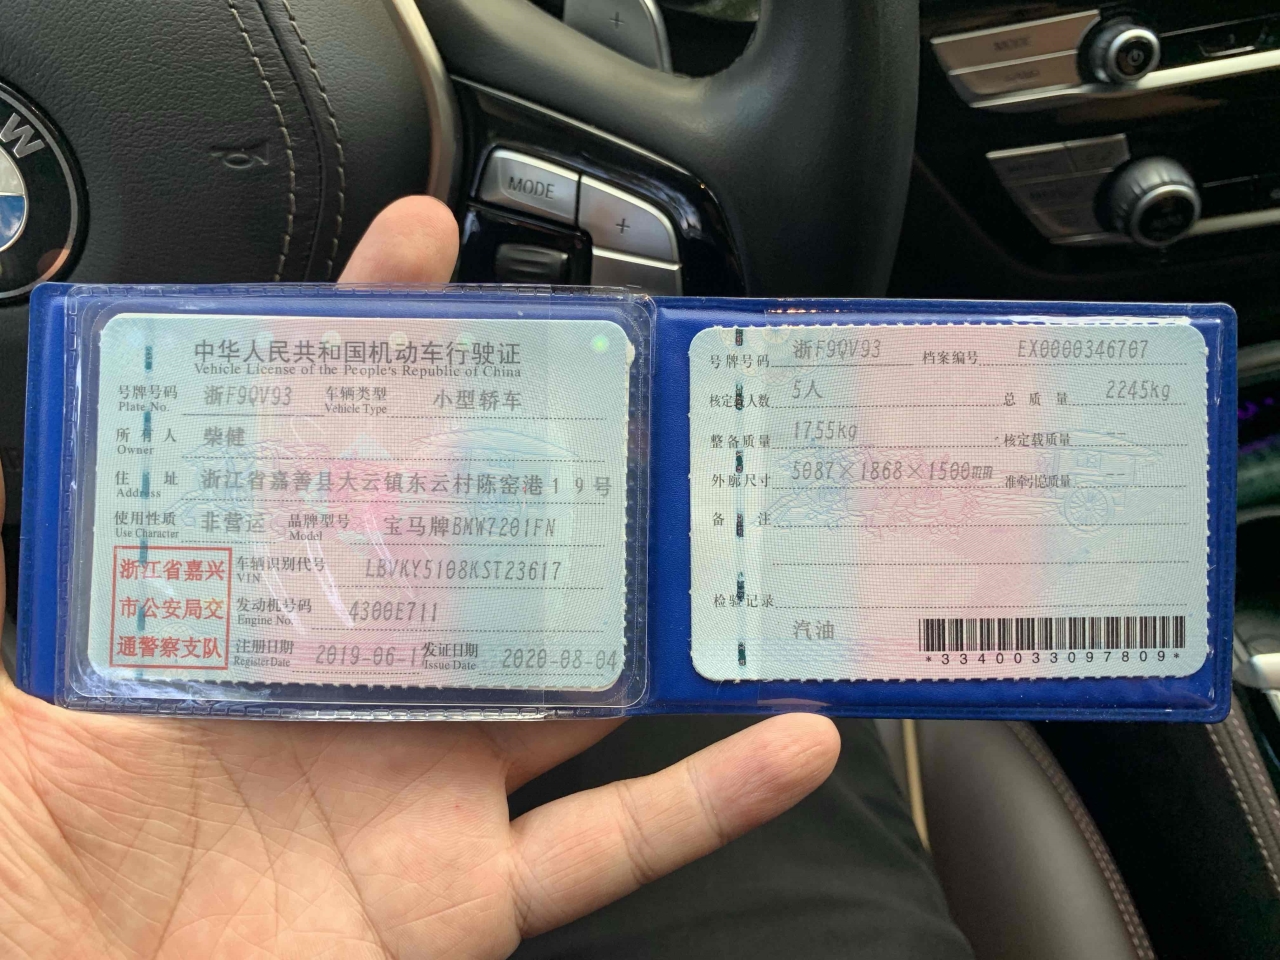 W
MODE
+
+
中华人民共和国机动车行驶证
Vehicle License of the People's Republic of China
号牌号码 浙F9QV93 车辆类型 小型轿车
Plate No. Vehicle Type
所有人 柴健
Owner
住址 浙江省嘉善县大云镇东云村陈窑港19号
Address
使用性质 非营运 品牌型号 宝马牌BMW7201FN
Use Character Model
浙江省嘉兴
市公安局交
通警察支队
车辆识别代号 LBVKY5108KST23617
VIN
发动机号码 4300E711
Engine No.
注册日期 2019-06-1 发证日期 2020-08-04
Register Date Issue Date
号牌号码 浙F9QV93 档案编号 EX0000346707
核定载人数 5人 总质量 2245kg
整备质量 1755kg 核定载质量 --
外廓尺寸 5087×1868×1500mm 准牵引总质量 --
备注
检验记录
汽油
*3340033097809*